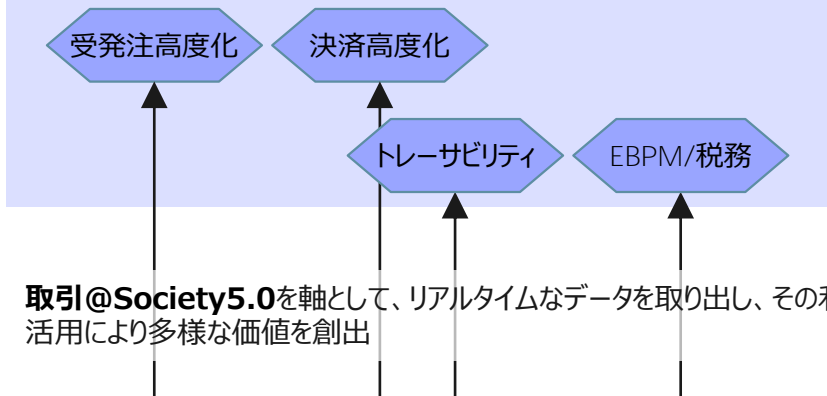 受発注高度化
決済高度化
トレーサビリティ
EBPM/税務
取引@Society5.0を軸として、リアルタイムなデータを取り出し、その
活用により多様な価値を創出